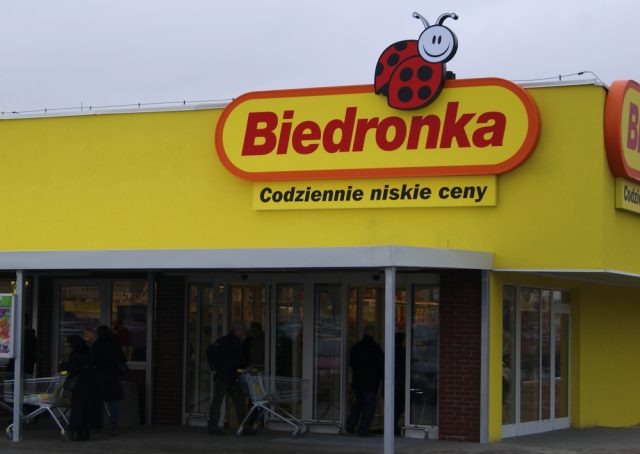 Biedronka
Codziennie niskie ceny